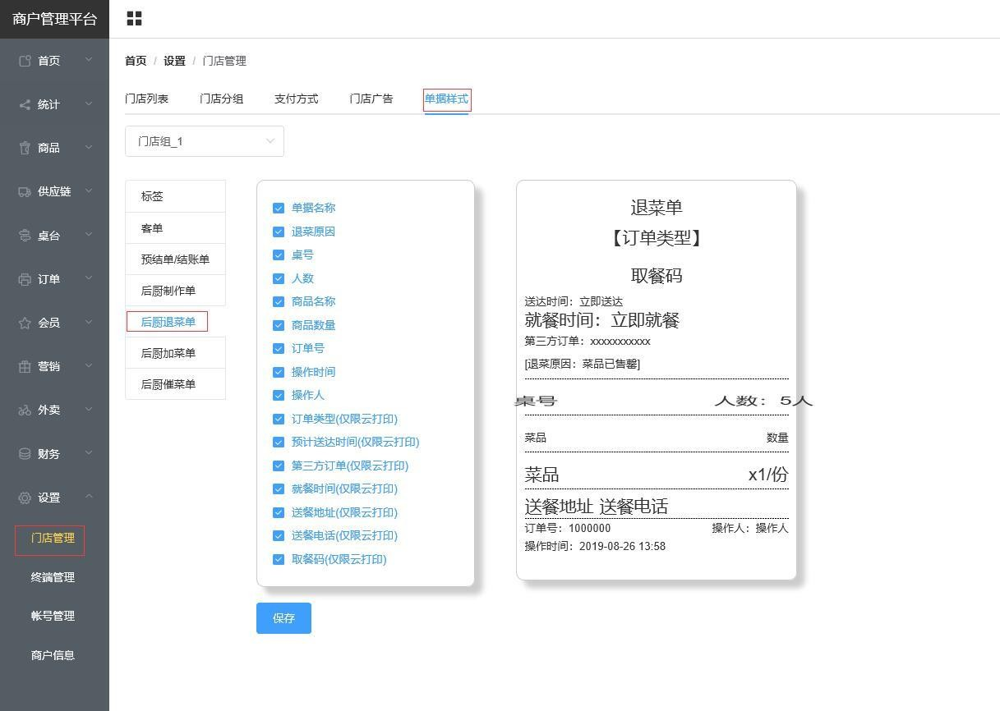 商户管理平台
首页
统计
商品
供应链
桌台
订单
会员
营销
外卖
财务
设置
门店管理
终端管理
帐号管理
商户信息
首页 / 设置 / 门店管理
门店列表 门店分组 支付方式 门店广告 单据样式
门店组_1
标签
客单
预结单/结账单
后厨制作单
后厨退菜单
后厨加菜单
后厨催菜单
单据名称
退菜原因
桌号
人数
商品名称
商品数量
订单号
操作时间
操作人
订单类型(仅限云打印)
预计送达时间(仅限云打印)
第三方订单(仅限云打印)
就餐时间(仅限云打印)
送餐地址(仅限云打印)
送餐电话(仅限云打印)
取餐码(仅限云打印)
保存
退菜单
【订单类型】
取餐码
送达时间：立即送达
就餐时间：立即就餐
第三方订单：xxxxxxxxxxx
[退菜原因：菜品已售罄]
桌号 人数：5人
菜品 数量
菜品 x1/份
送餐地址 送餐电话
订单号：1000000 操作人：操作人
操作时间：2019-08-26 13:58